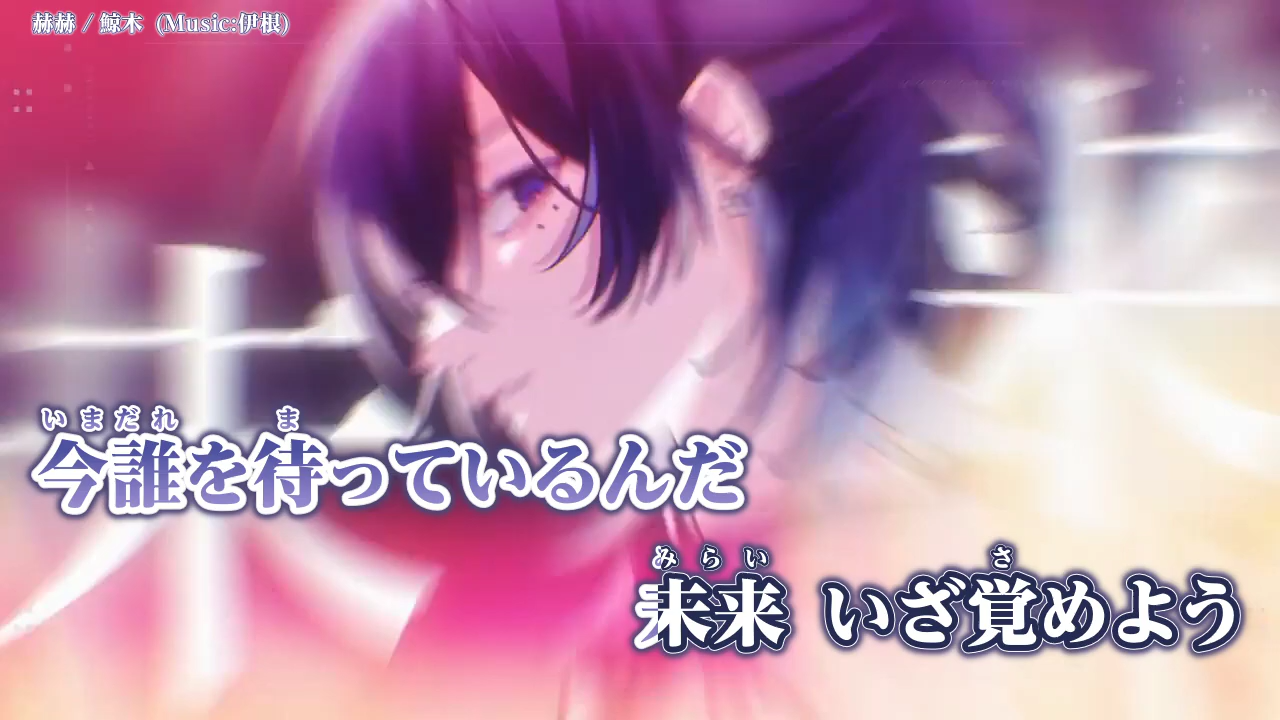 赫赫 / 鯨木 (Music:伊根)
いまだれ ま
今誰を待っているんだ
みらい さ
未来 いざ覚めようu